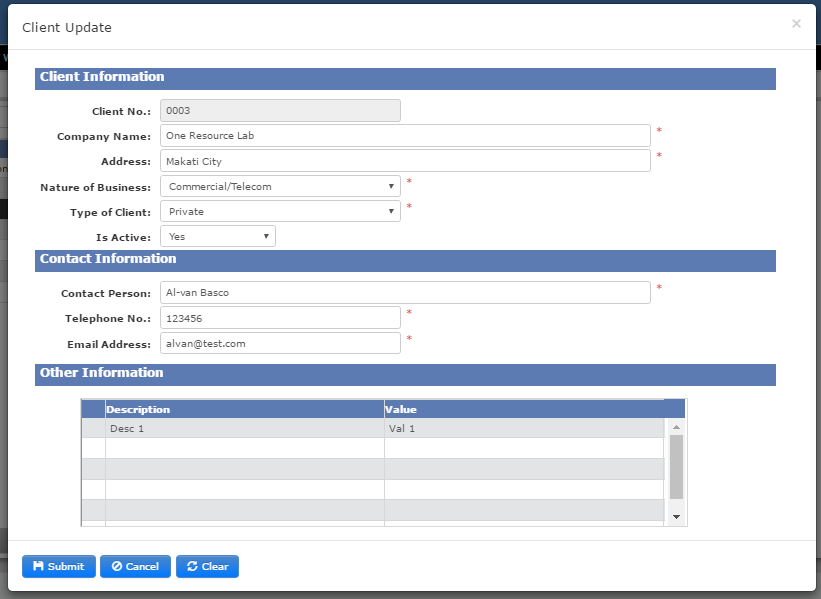 Client Update ×
Client Information
Client No.: 0003
Company Name: One Resource Lab *
Address: Makati City *
Nature of Business: Commercial/Telecom *
Type of Client: Private *
Is Active: Yes
Contact Information
Contact Person: Al-van Basco *
Telephone No.: 123456 *
Email Address: alvan@test.com *
Other Information
Description Value
Desc 1 Val 1
Submit Cancel Clear